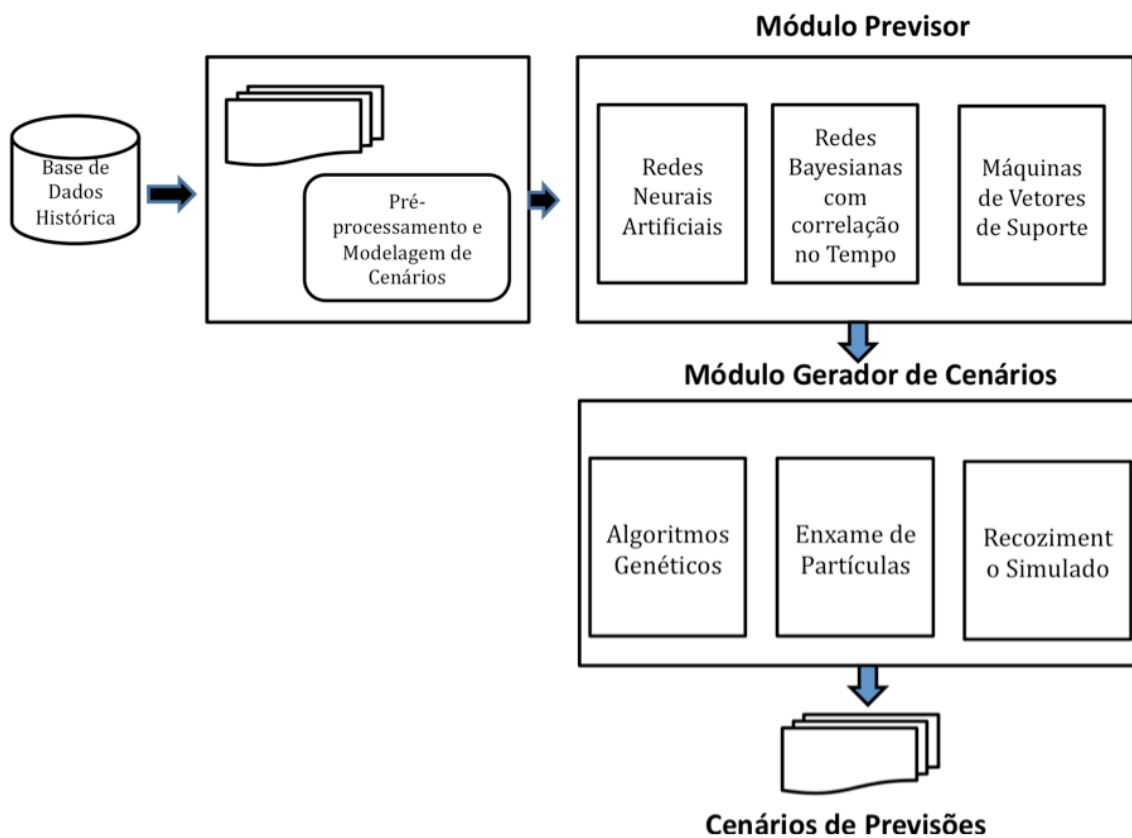 Módulo Previsor
Base de
Dados
Histórica
Pré-
processamento e
Modelagem de
Cenários
Redes
Neurais
Artificiais
Redes
Bayesianas
com
correlação
no Tempo
Máquinas
de Vetores
de Suporte
Módulo Gerador de Cenários
Algoritmos
Genéticos
Enxame de
Partículas
Recoziment
o Simulado
Cenários de Previsões